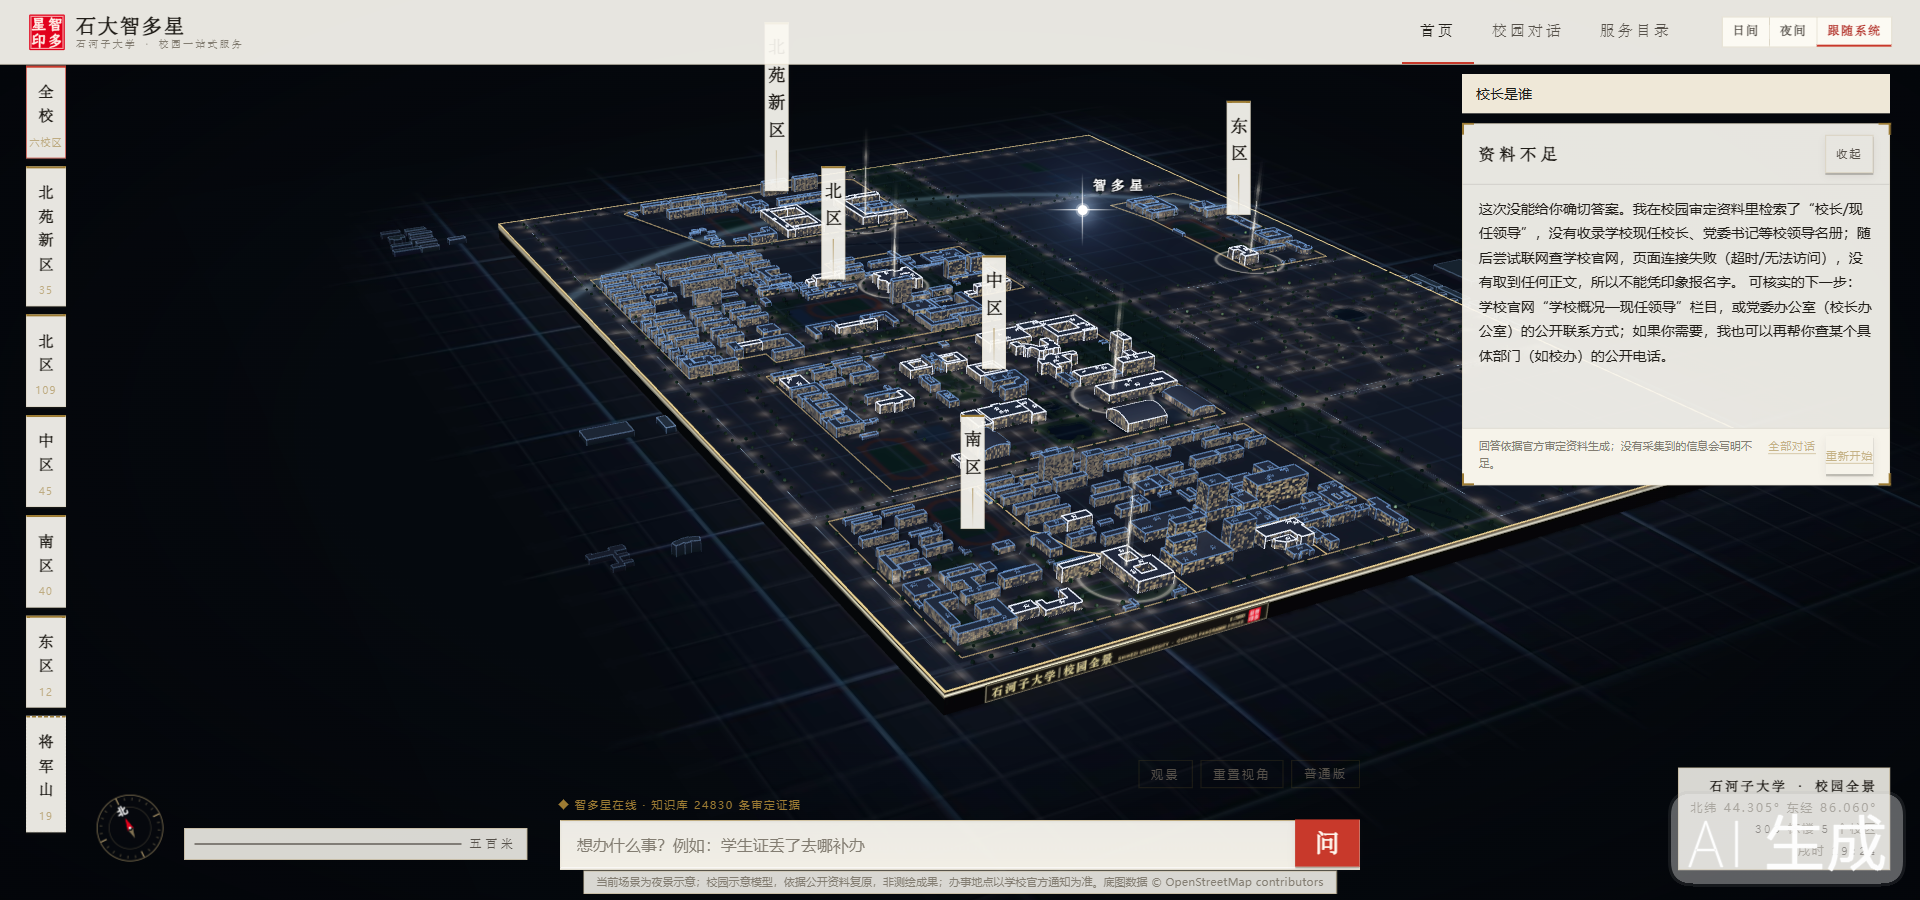 智多星印
石大智多星
石河子大学 · 校园一站式服务
首页
校园对话
服务目录
日间
夜间
跟随系统
全校
六校区
北苑新区
35
北区
109
中区
45
南区
40
东区
12
将军山
19
北苑新区
北区
中区
南区
东区
智多星
校长是谁
资料不足
收起
这次没能给你确切答案。我在校园审定资料里检索了“校长/现
任领导”，没有收录学校现任校长、党委书记等校领导名册；随
后尝试联网查学校官网，页面连接失败（超时/无法访问），没
有取到任何正文，所以不能凭印象报名字。 可核实的下一步：
学校官网“学校概况—现任领导”栏目，或党委办公室（校长办
公室）的公开联系方式；如果你需要，我也可以再帮你查某个具
体部门（如校办）的公开电话。
回答依据官方审定资料生成；没有采集到的信息会写明不
足。
全部对话
重新开始
石河子大学 | 校园全景
北
五百米
观景
重置视角
普通版
◆ 智多星在线 · 知识库 24830 条审定证据
想办什么事？例如：学生证丢了去哪补办
问
当前场景为夜景示意；校园示意模型，依据公开资料复原，非测绘成果；办事地点以学校官方通知为准。底图数据 © OpenStreetMap contributors
石河子大学 · 校园全景
北纬 44.305° 东经 86.060°
AI 生成